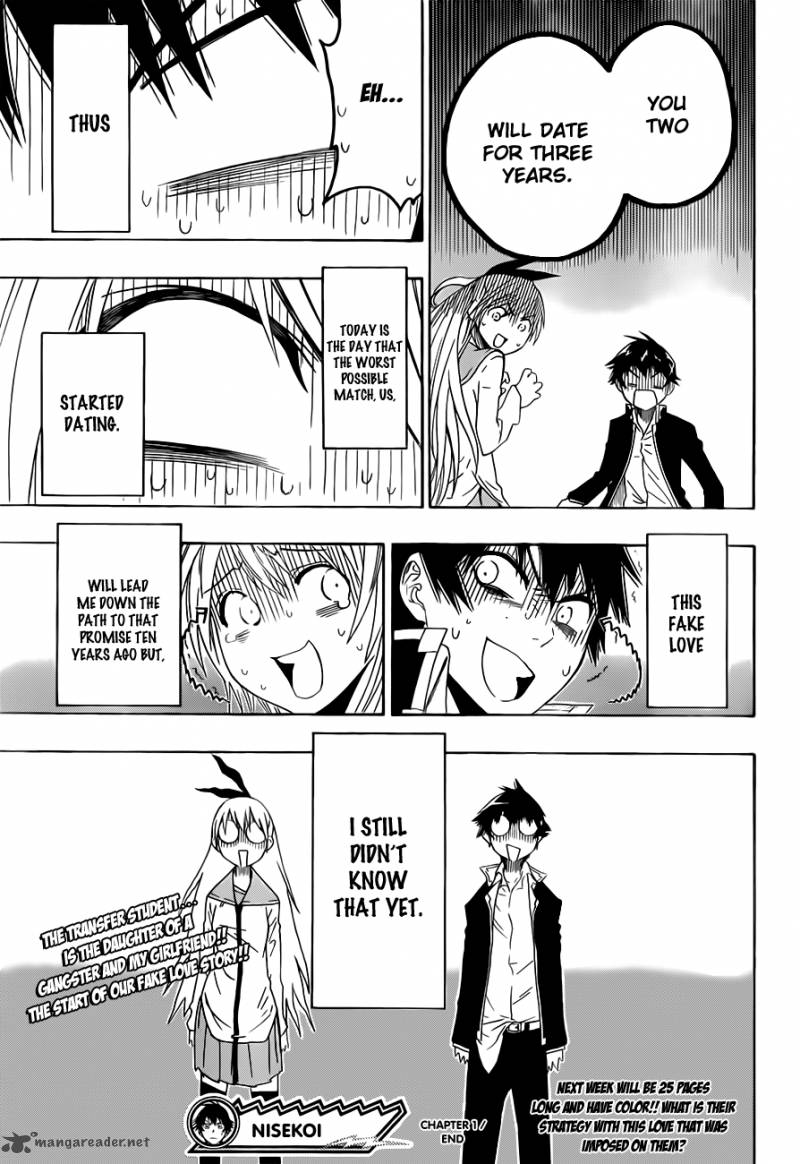 YOU
TWO
WILL DATE
FOR THREE
YEARS.
EH...
THUS
TODAY IS
THE DAY THAT
THE WORST
POSSIBLE
MATCH, US,
STARTED
DATING.
THIS
FAKE
LOVE
WILL LEAD
ME DOWN THE
PATH TO THAT
PROMISE TEN
YEARS AGO BUT,
I STILL
DIDN'T
KNOW
THAT YET.
THE TRANSFER STUDENT....
IS THE DAUGHTER OF A
GANGSTER AND MY GIRLFRIEND!!
THE START OF OUR FAKE LOVE STORY!!
NISEKOI
CHAPTER 1 /
END
NEXT WEEK WILL BE 25 PAGES
LONG AND HAVE COLOR!! WHAT IS THEIR
STRATEGY WITH THIS LOVE THAT WAS
IMPOSED ON THEM?
mangareader.net